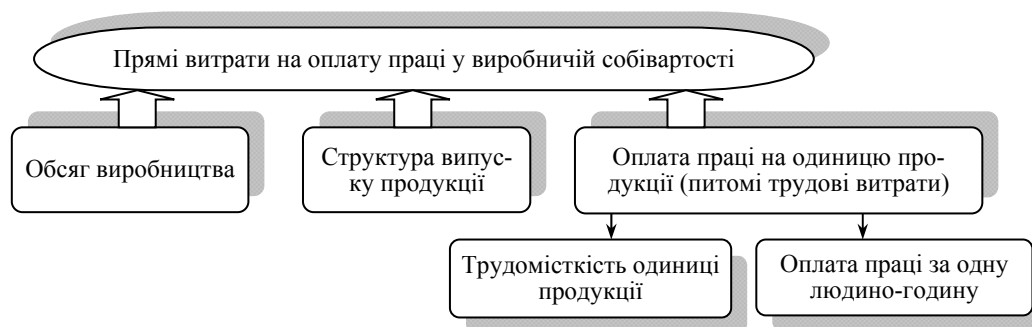 Прямі витрати на оплату праці у виробничій собівартості
Обсяг виробництва
Структура випус-
ку продукції
Оплата праці на одиницю про-
дукції (питомі трудові витрати)
Трудомісткість одиниці
продукції
Оплата праці за одну
людино-годину